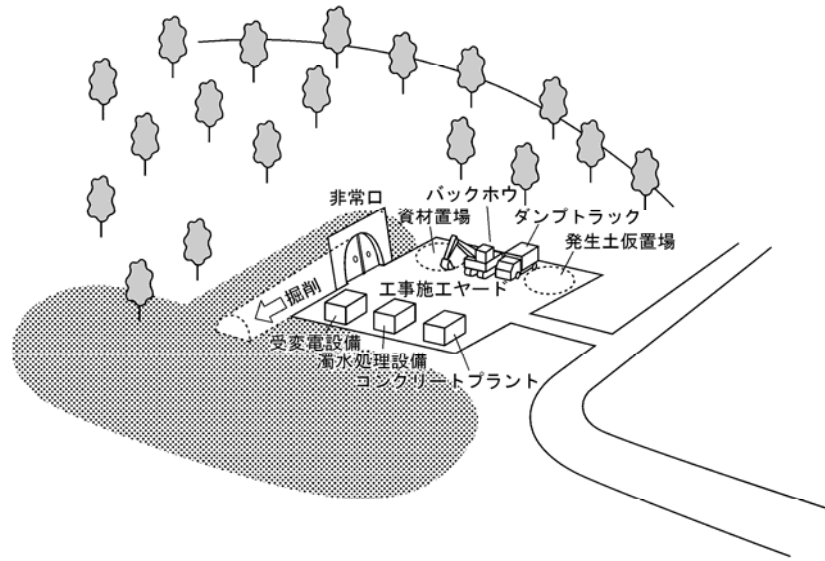 非常口
バックホウ
資材置場
ダンプトラック
発生土仮置場
工事施工ヤード
掘削
受変電設備
濁水処理設備
コンクリートプラント